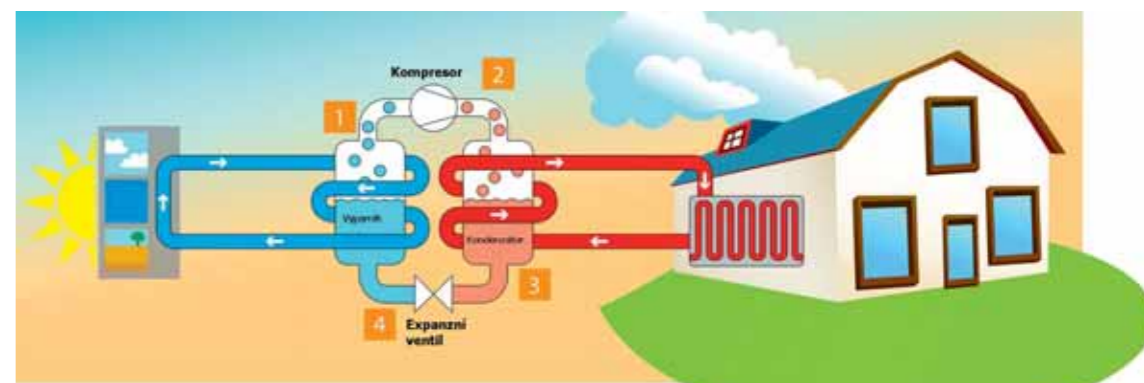 Kompresor
2
1
Výparník
Kondenzátor
3
4
Expanzní
ventil